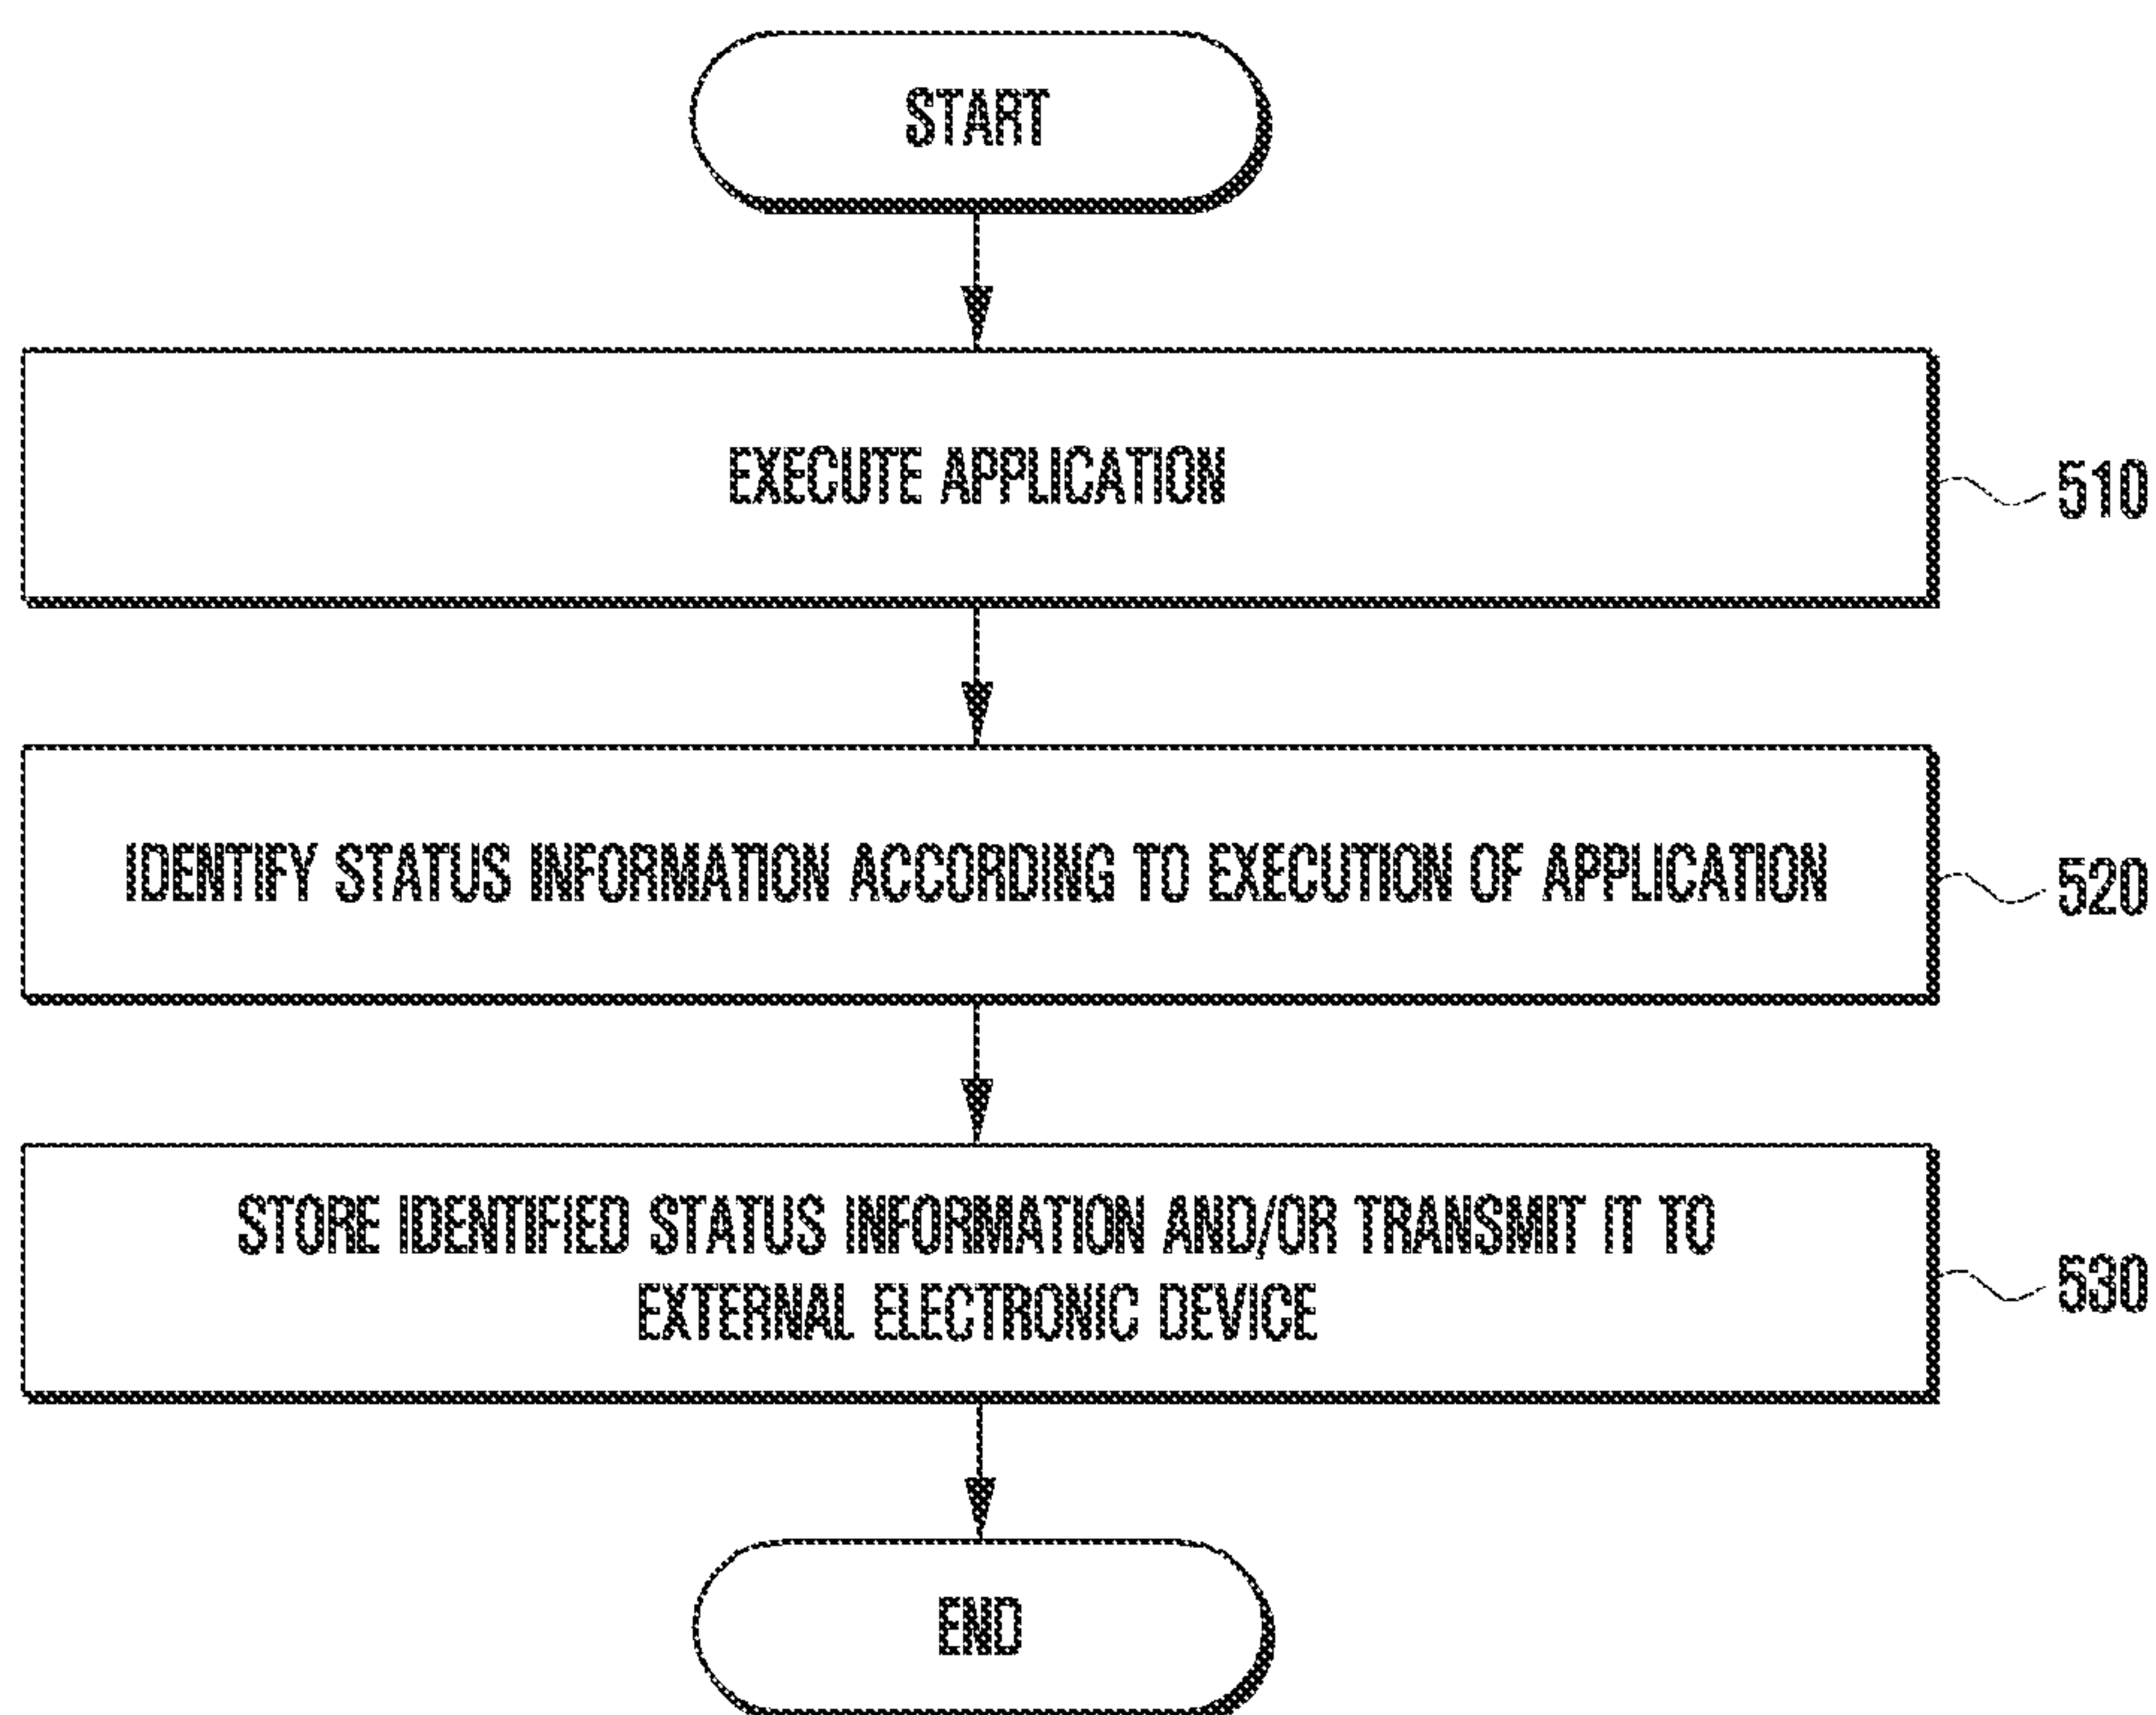 START
EXECUTE APPLICATION
510
IDENTIFY STATUS INFORMATION ACCORDING TO EXECUTION OF APPLICATION
520
STORE IDENTIFIED STATUS INFORMATION AND/OR TRANSMIT IT TO
EXTERNAL ELECTRONIC DEVICE
530
END